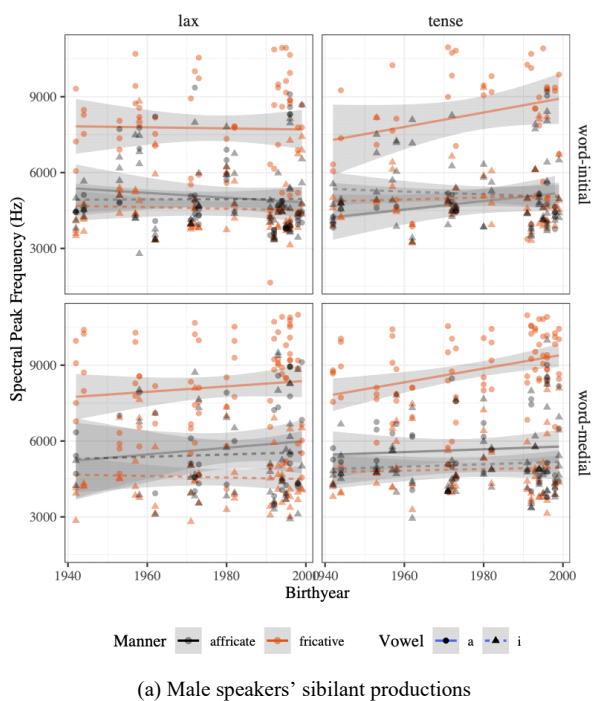 lax tense
9000
6000
3000
word-initial
9000
6000
3000
word-medial
Spectral Peak Frequency (Hz)
1940 1960 1980 2000 1940 1960 1980 2000
Birthyear
Manner affricate fricative Vowel a i
(a) Male speakers’ sibilant productions